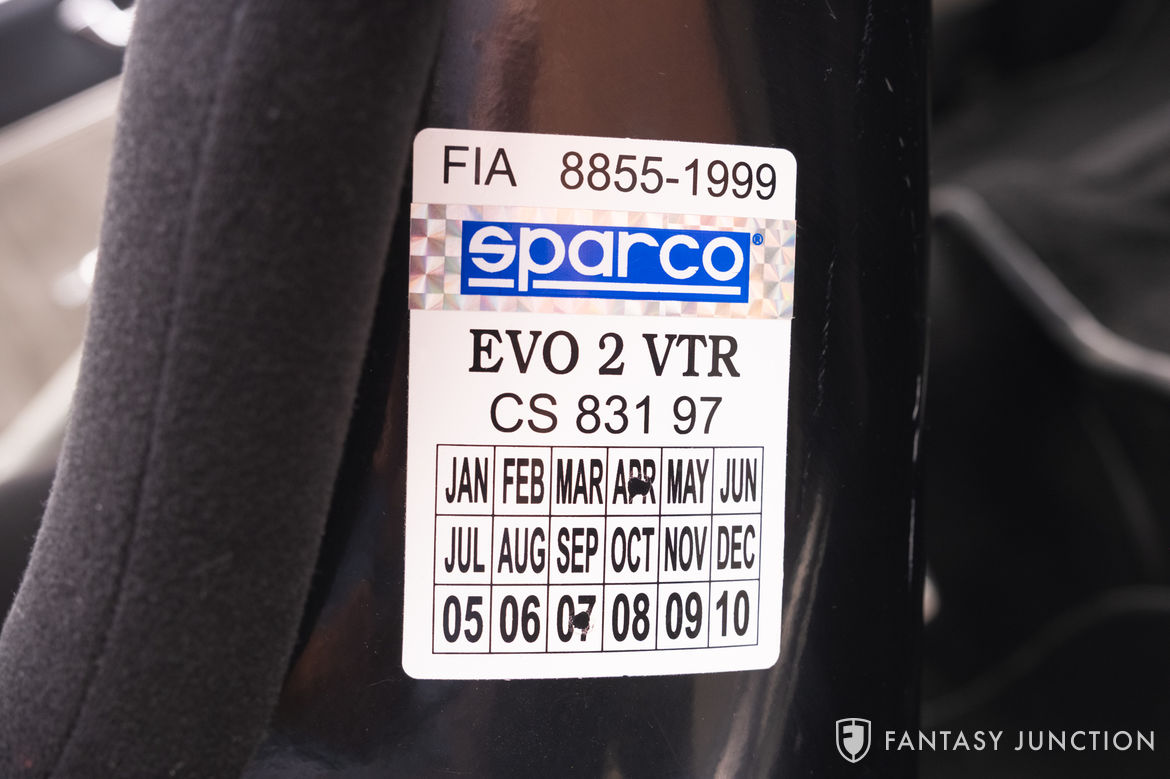 FIA 8855-1999
sparco®
EVO 2 VTR
CS 831 97
JAN FEB MAR APR MAY JUN
JUL AUG SEP OCT NOV DEC
05 06 07 08 09 10
FANTASY JUNCTION